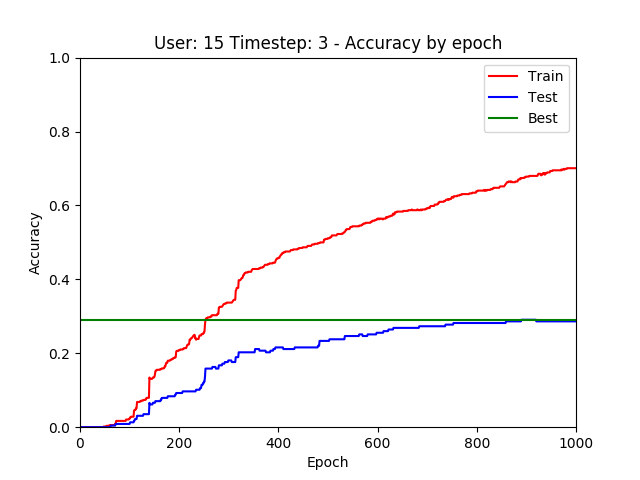 User: 15 Timestep: 3 - Accuracy by epoch
1.0
0.8
0.6
0.4
0.2
0.0
Accuracy
Train
Test
Best
0 200 400 600 800 1000
Epoch